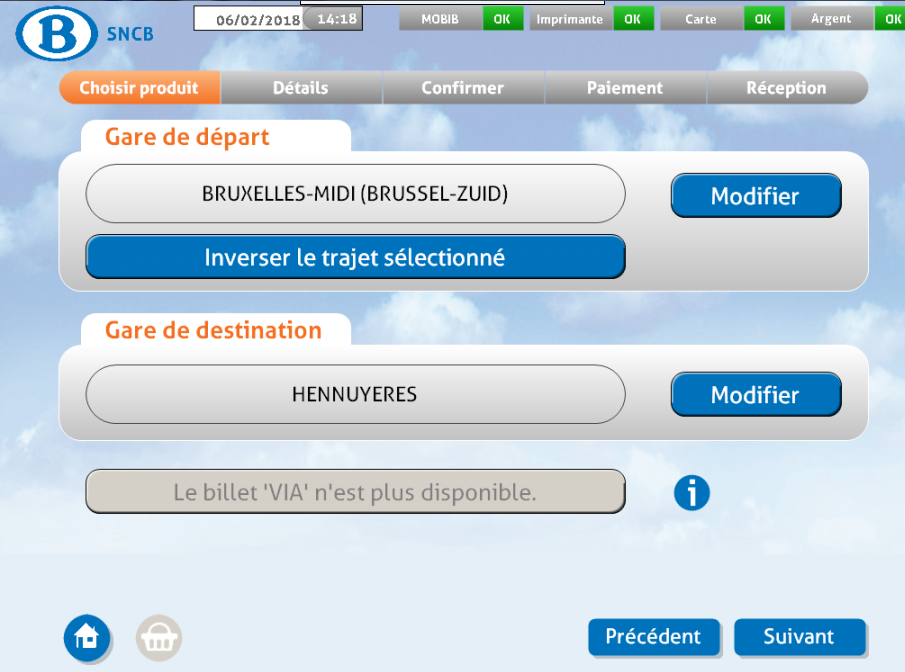 B SNCB
06/02/2018 14:18 MOBIB OK Imprimante OK Carte OK Argent OK
Choisir produit Détails Confirmer Paiement Réception
Gare de départ
BRUXELLES-MIDI (BRUSSEL-ZUID) Modifier
Inverser le trajet sélectionné
Gare de destination
HENNUYERES Modifier
Le billet 'VIA' n'est plus disponible. i
Précédent Suivant